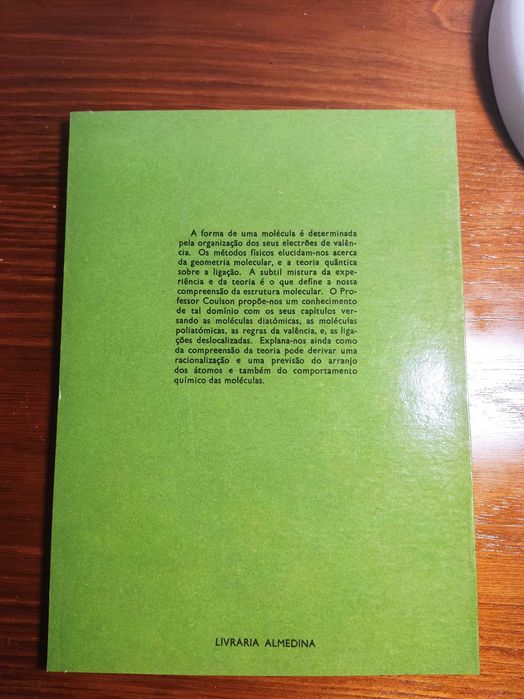 A forma de uma molécula é determinada
pela organização dos seus electrões de valên-
cia. Os métodos físicos elucidam-nos acerca
da geometria molecular, e a teoria quântica
sobre a ligação. A subtil mistura da expe-
riência e da teoria é o que define a nossa
compreensão da estrutura molecular. O Pro-
fessor Coulson propõe-nos um conhecimento
de tal domínio com os seus capítulos ver-
sando as moléculas diatómicas, as moléculas
poliatómicas, as regras da valência, e, as liga-
ções deslocalizadas. Explana-nos ainda como
da compreensão da teoria pode derivar uma
racionalização e uma previsão do arranjo
dos átomos e também do comportamento
químico das moléculas.
LIVRARIA ALMEDINA